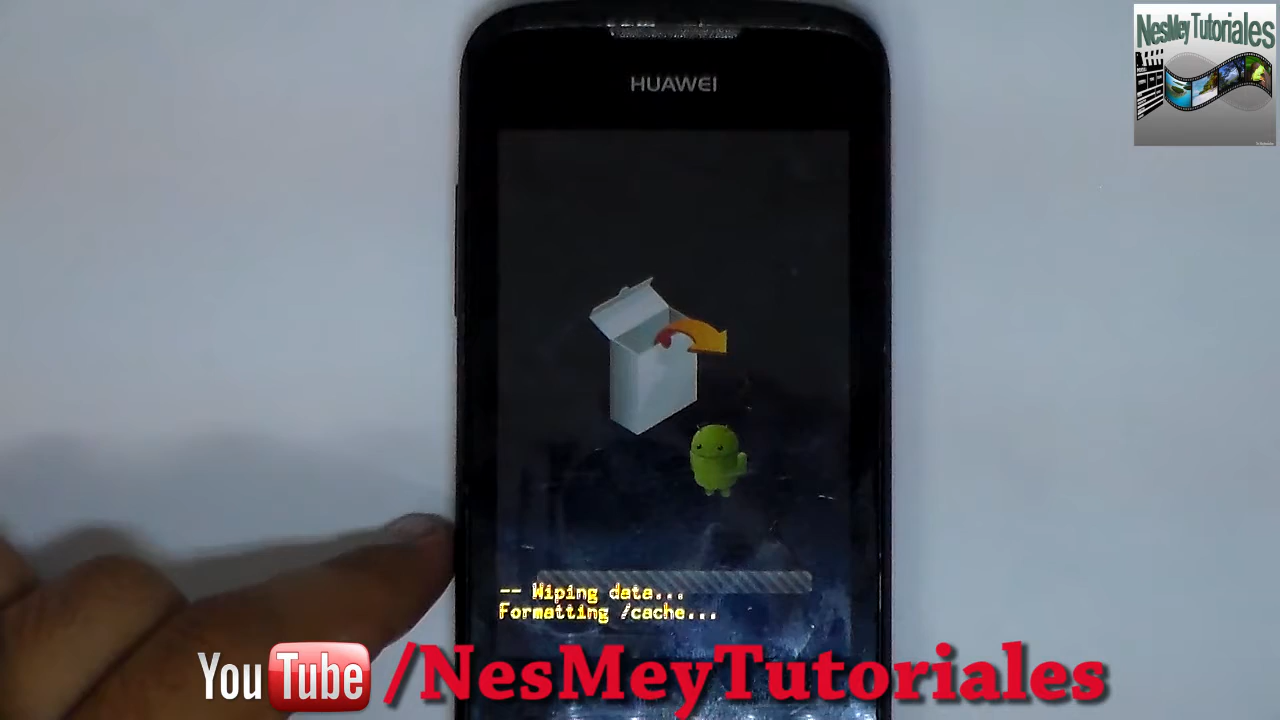 NesMey Tutoriales
HUAWEI
-- Wiping data...
Formatting /cache...
YouTube /NesMeyTutoriales